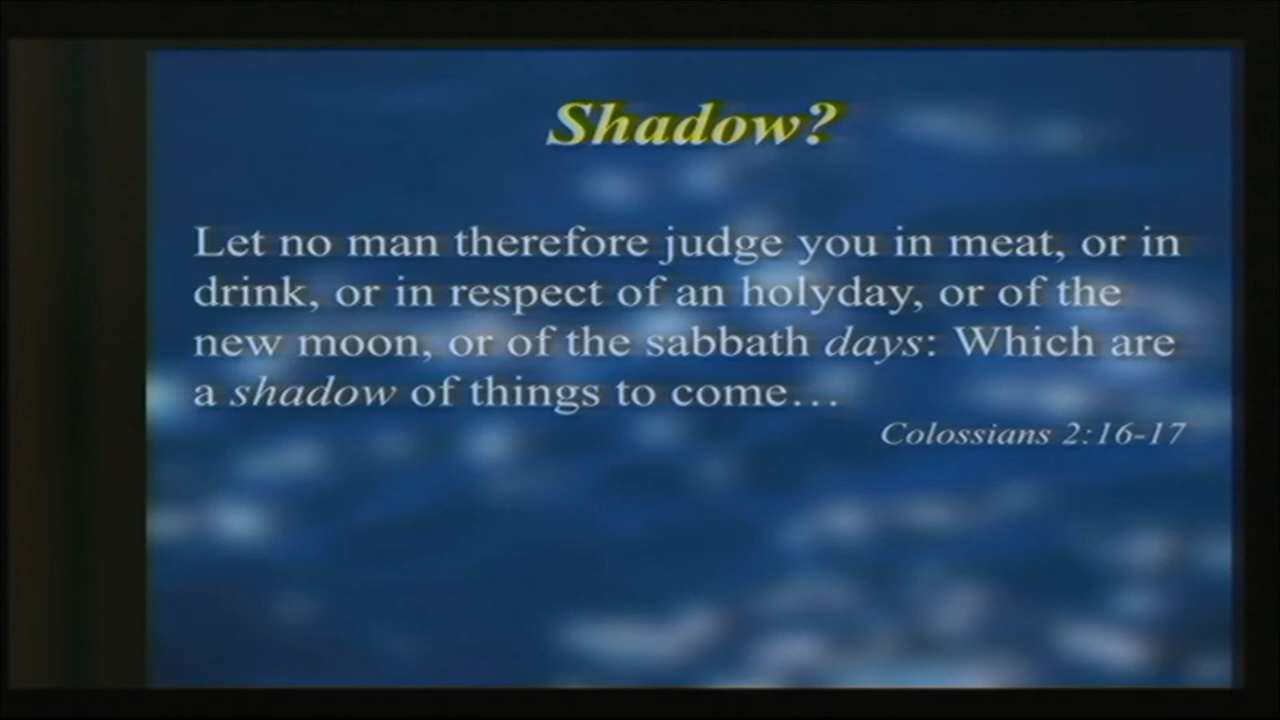 Shadow?
Let no man therefore judge you in meat, or in
drink, or in respect of an holyday, or of the
new moon, or of the sabbath days: Which are
a shadow of things to come…
Colossians 2:16-17